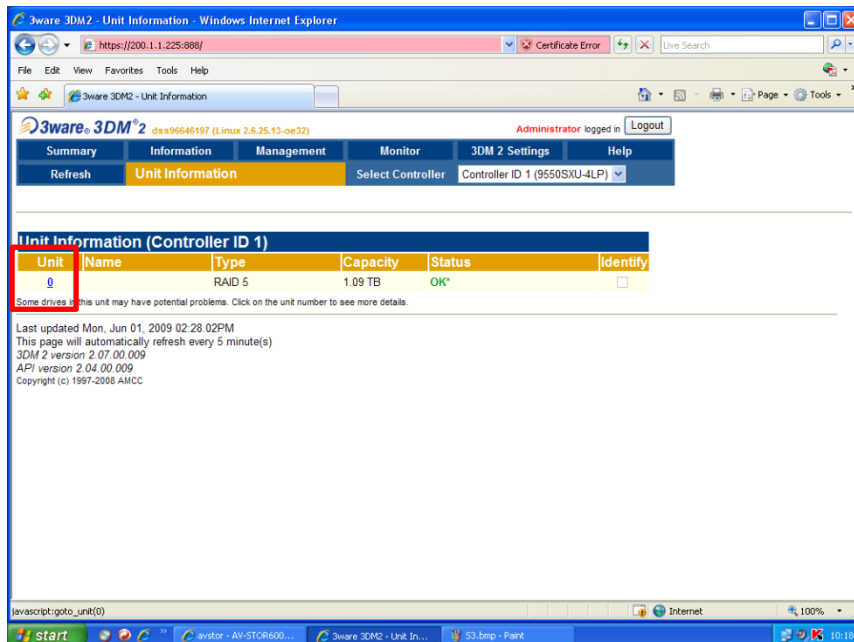 3ware 3DM2 - Unit Information - Windows Internet Explorer
https://200.1.1.225:888/ Certificate Error Live Search
File Edit View Favorites Tools Help
3ware 3DM2 - Unit Information Page Tools
3ware® 3DM®2 dss96646197 (Linux 2.6.25.13-oe32) Administrator logged in Logout
Summary Information Management Monitor 3DM 2 Settings Help
Refresh Unit Information Select Controller Controller ID 1 (9550SXU-4LP)
Unit Information (Controller ID 1)
Unit Name Type Capacity Status Identify
0 RAID 5 1.09 TB OK*
Some drives in this unit may have potential problems. Click on the unit number to see more details.
Last updated Mon, Jun 01, 2009 02:28.02PM
This page will automatically refresh every 5 minute(s)
3DM 2 version 2.07.00.009
API version 2.04.00.009
Copyright (c) 1997-2008 AMCC
javascript:goto_unit(0) Internet 100%
start avstor - AV-STOR600... 3ware 3DM2 - Unit In... S3.bmp - Paint